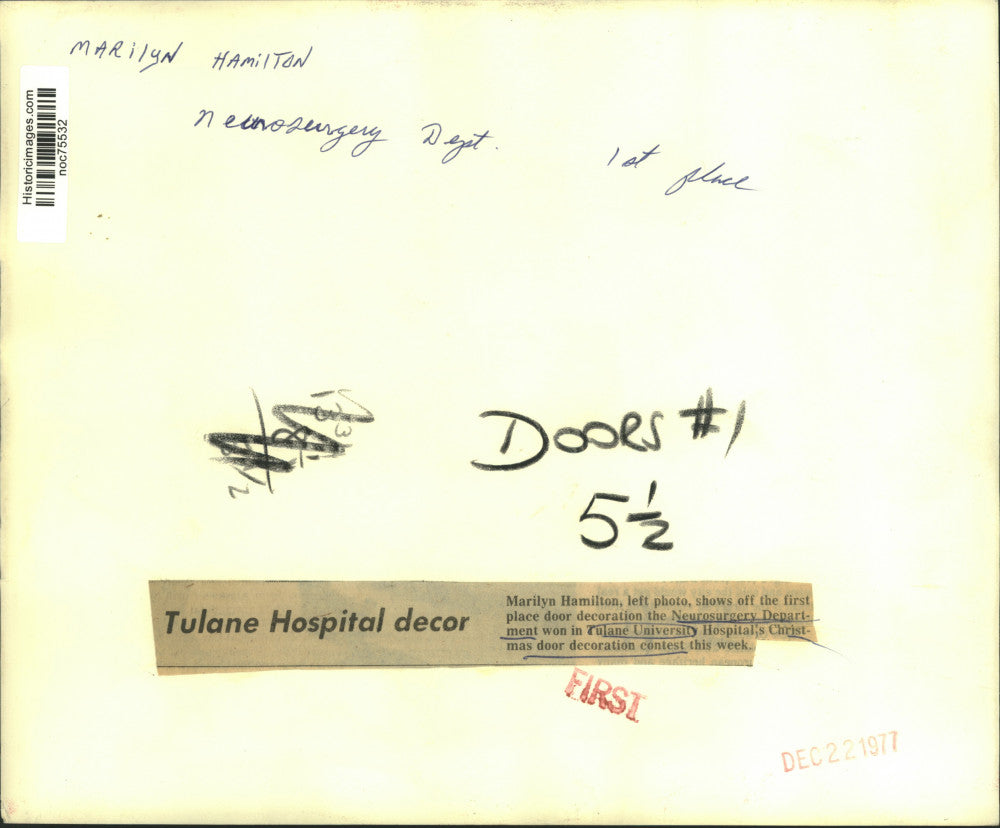 MARilyN HAMilTON
Historicimages.com
noc75532
Neurosurgery Dept.
1st place
DOORS #1
5 ½
Tulane Hospital decor
Marilyn Hamilton, left photo, shows off the first
place door decoration the Neurosurgery Depart-
ment won in Tulane University Hospital's Christ-
mas door decoration contest this week.
FIRST
DEC 22 1977